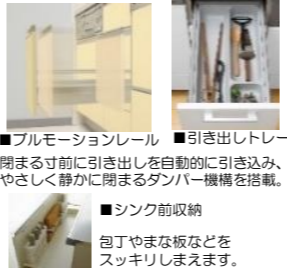 ■プルモーションレール ■引き出しトレー
閉まる寸前に引き出しを自動的に引き込み、
やさしく静かに閉まるダンパー機構を搭載。
■シンク前収納
包丁やまな板などを
スッキリしまえます。